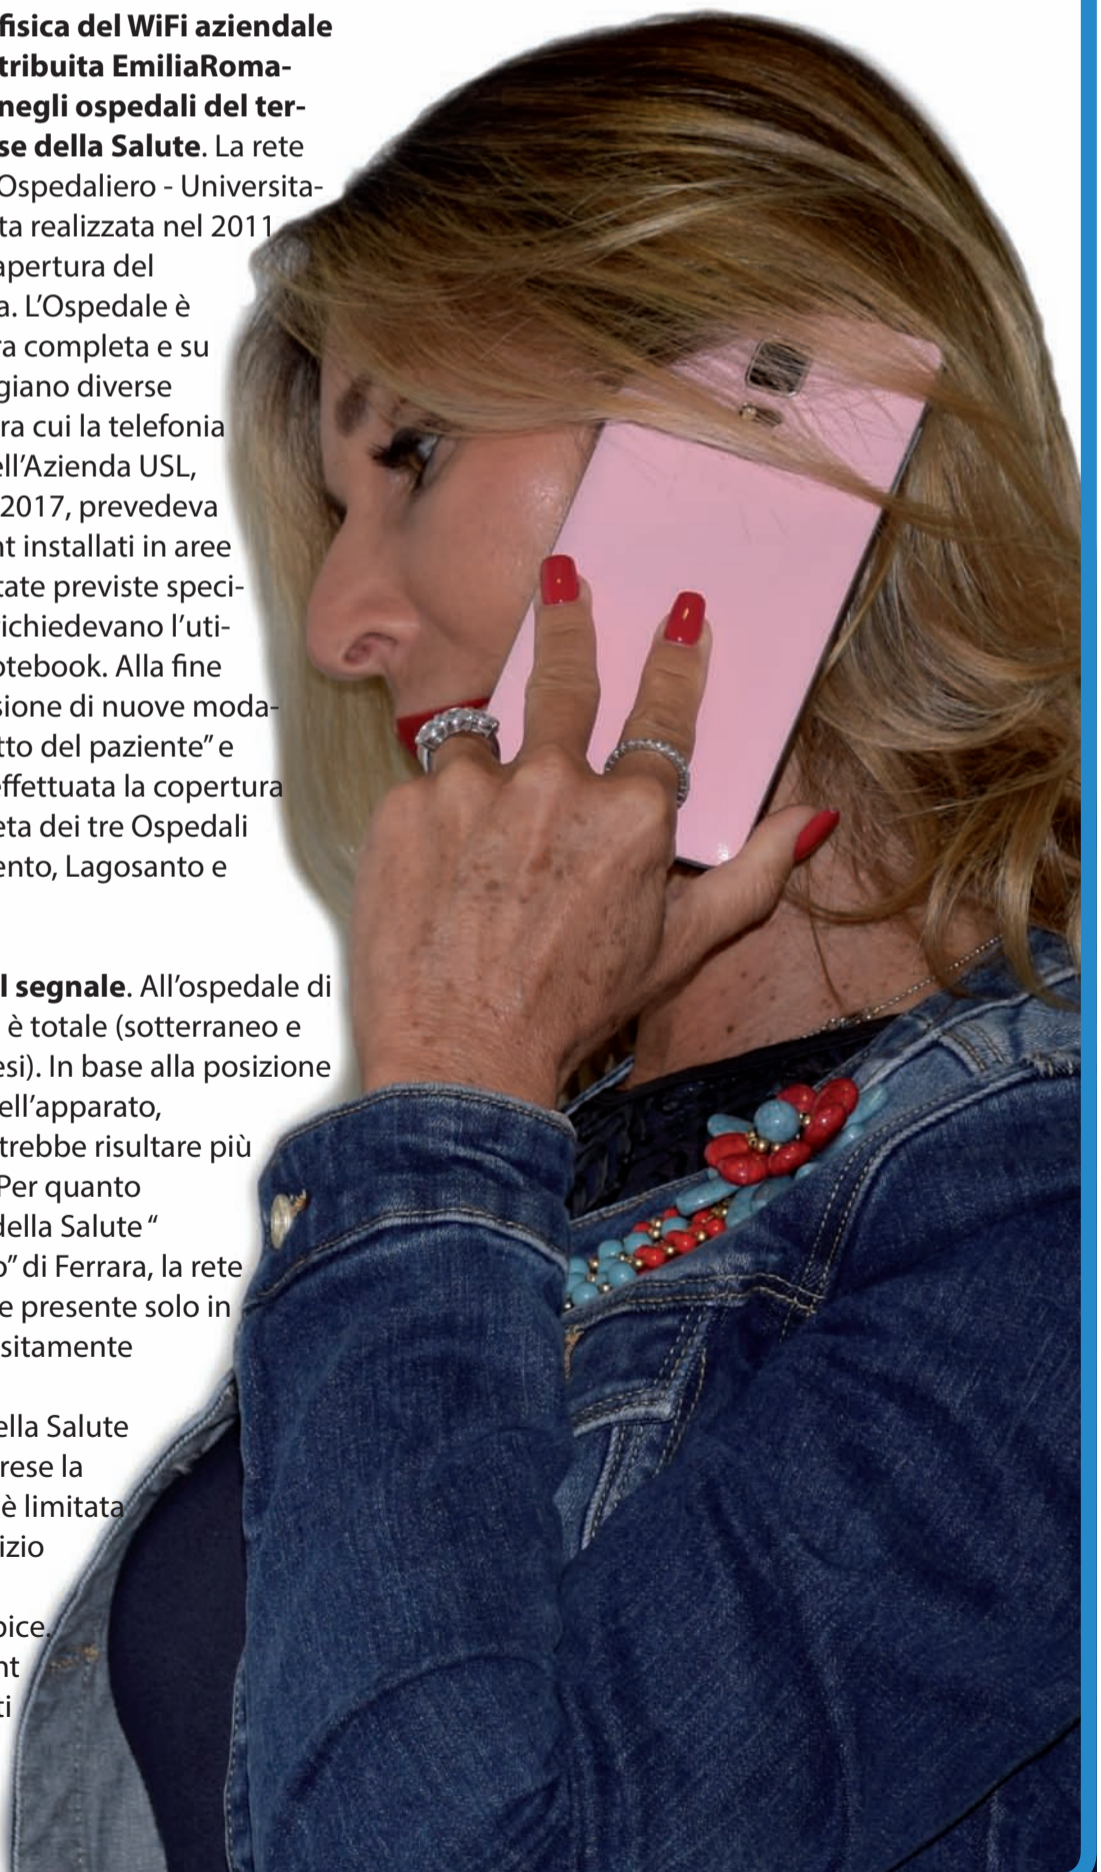 fisica del WiFi aziendale
tribuita EmiliaRoma-
negli ospedali del ter-
se della Salute. La rete
Ospedaliero - Universita-
ta realizzata nel 2011
apertura del
a. L’Ospedale è
ra completa e su
giano diverse
ra cui la telefonia
ell’Azienda USL,
2017, prevedeva
nt installati in aree
tate previste speci-
ichiedevano l’uti-
otebook. Alla fine
sione di nuove moda-
tto del paziente” e
effettuata la copertura
eta dei tre Ospedali
ento, Lagosanto e
l segnale. All’ospedale di
è totale (sotterraneo e
esi). In base alla posizione
ell’apparato,
trebbe risultare più
Per quanto
della Salute “
o” di Ferrara, la rete
e presente solo in
sitamente
ella Salute
rese la
è limitata
izio
pice.
nt
ti